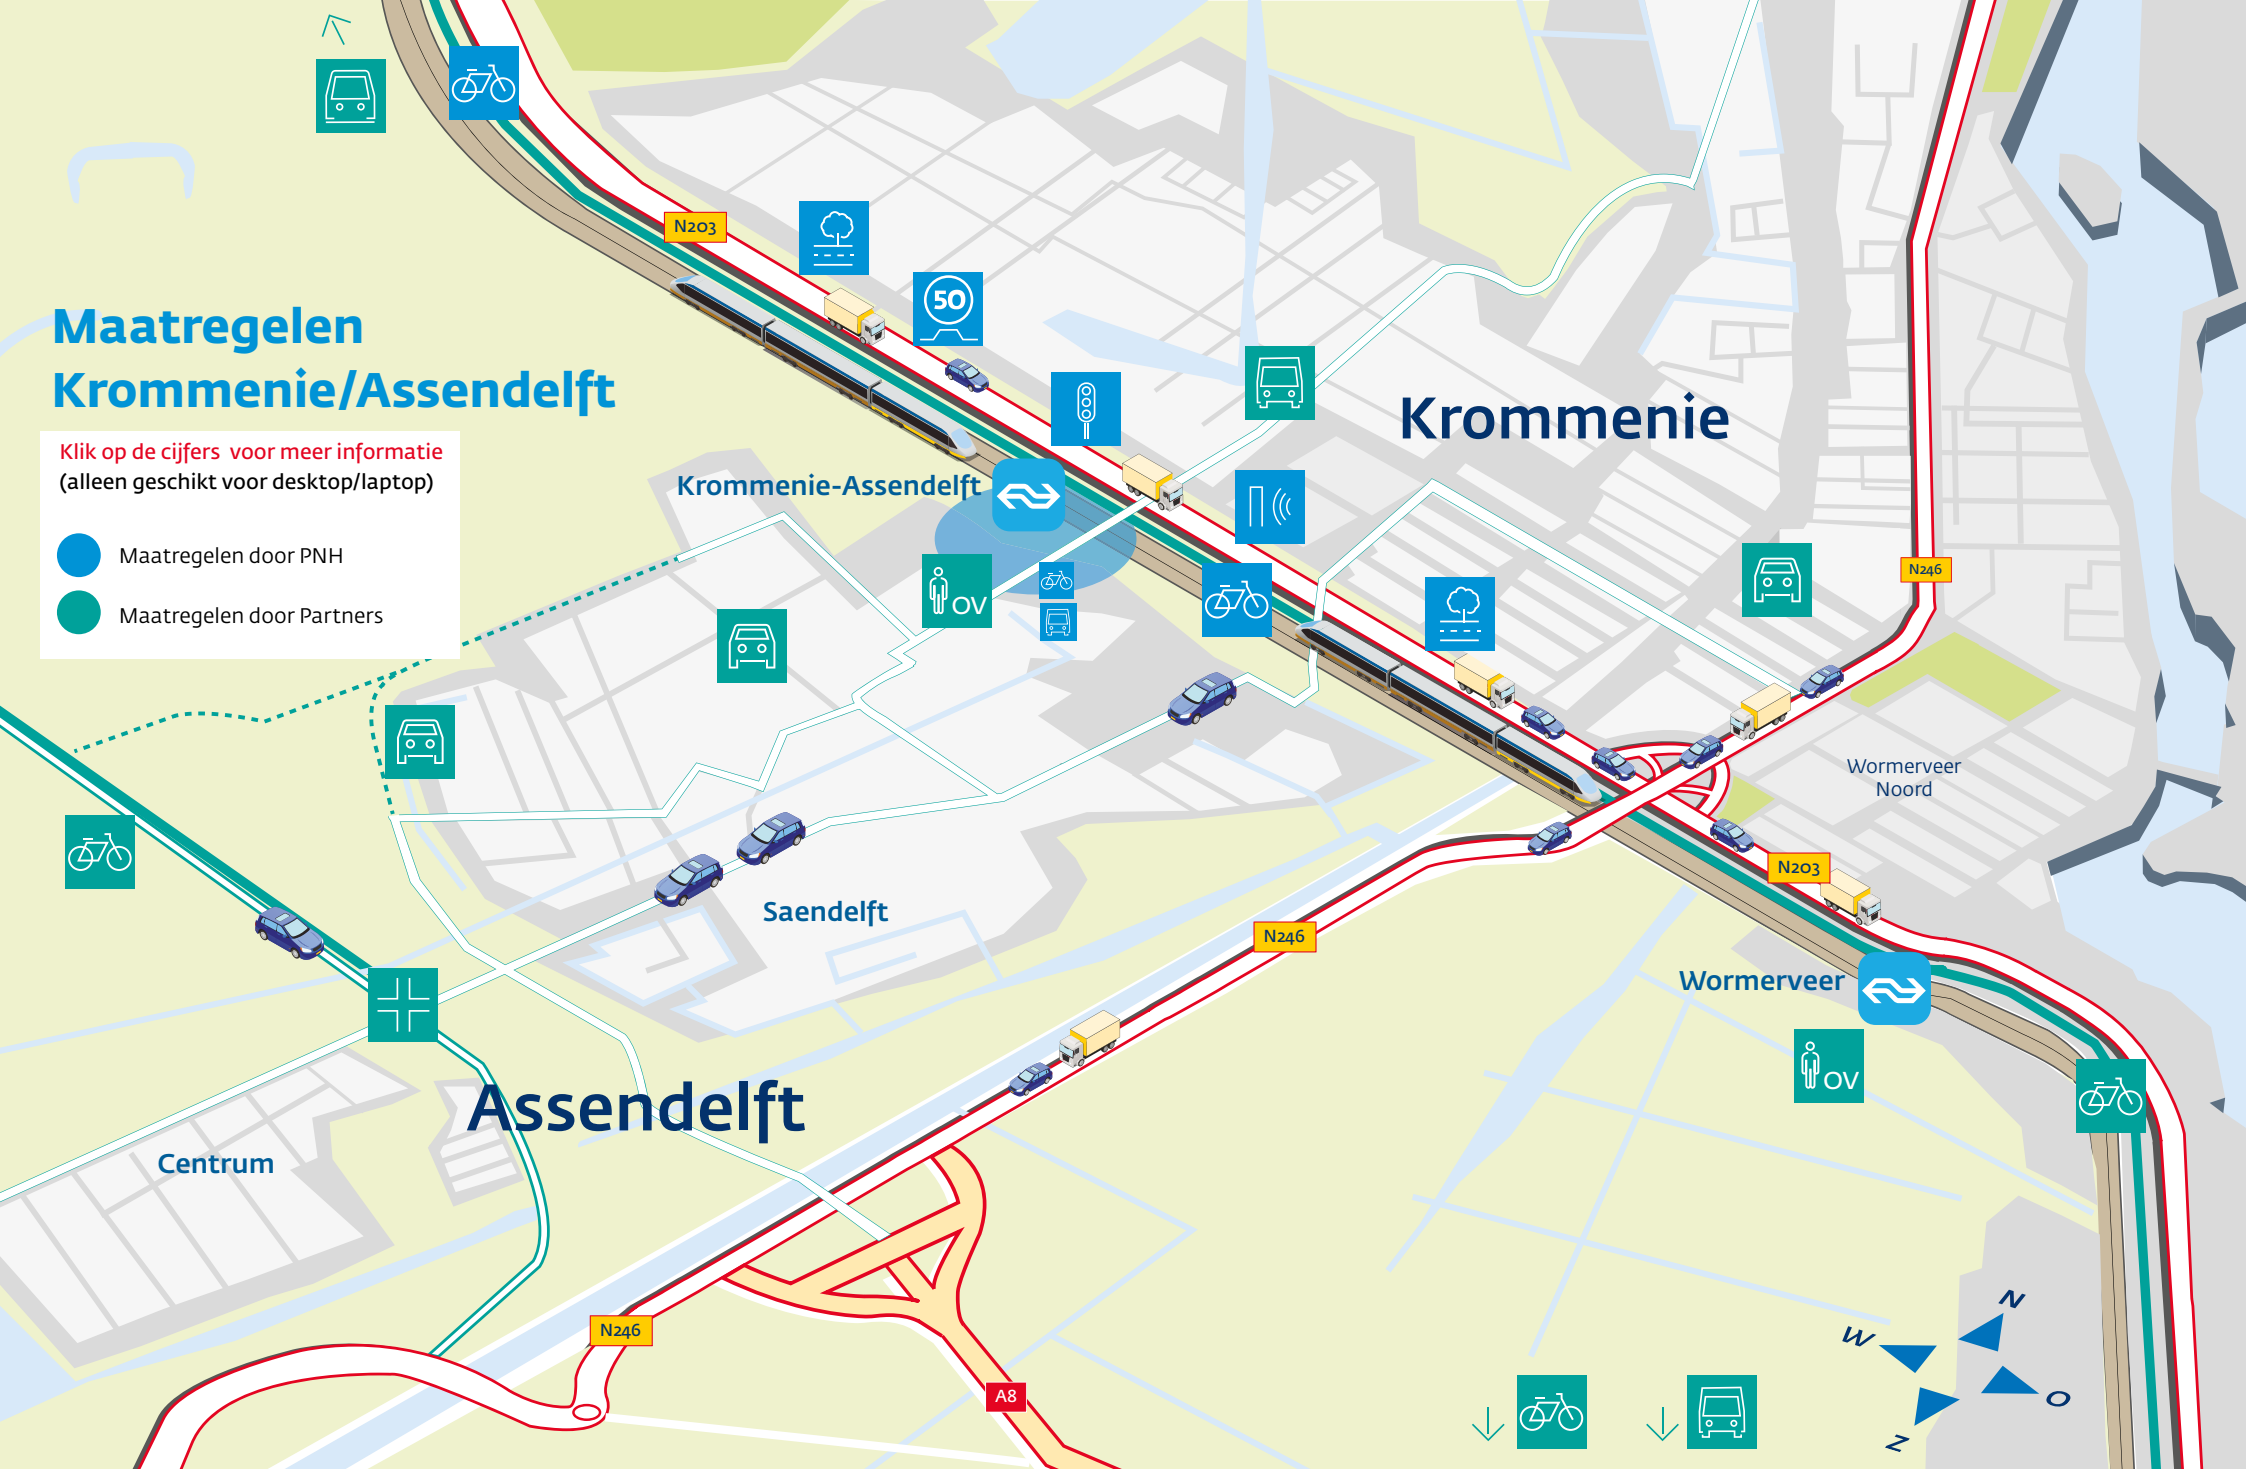 N203
50
Maatregelen
Krommenie/Assendelft
Klik op de cijfers voor meer informatie
(alleen geschikt voor desktop/laptop)
Maatregelen door PNH
Maatregelen door Partners
Krommenie
Krommenie-Assendelft
OV
N246
Wormerveer
Noord
N203
Saendelft
N246
Wormerveer
OV
Assendelft
Centrum
N246
A8
N
W
O
Z